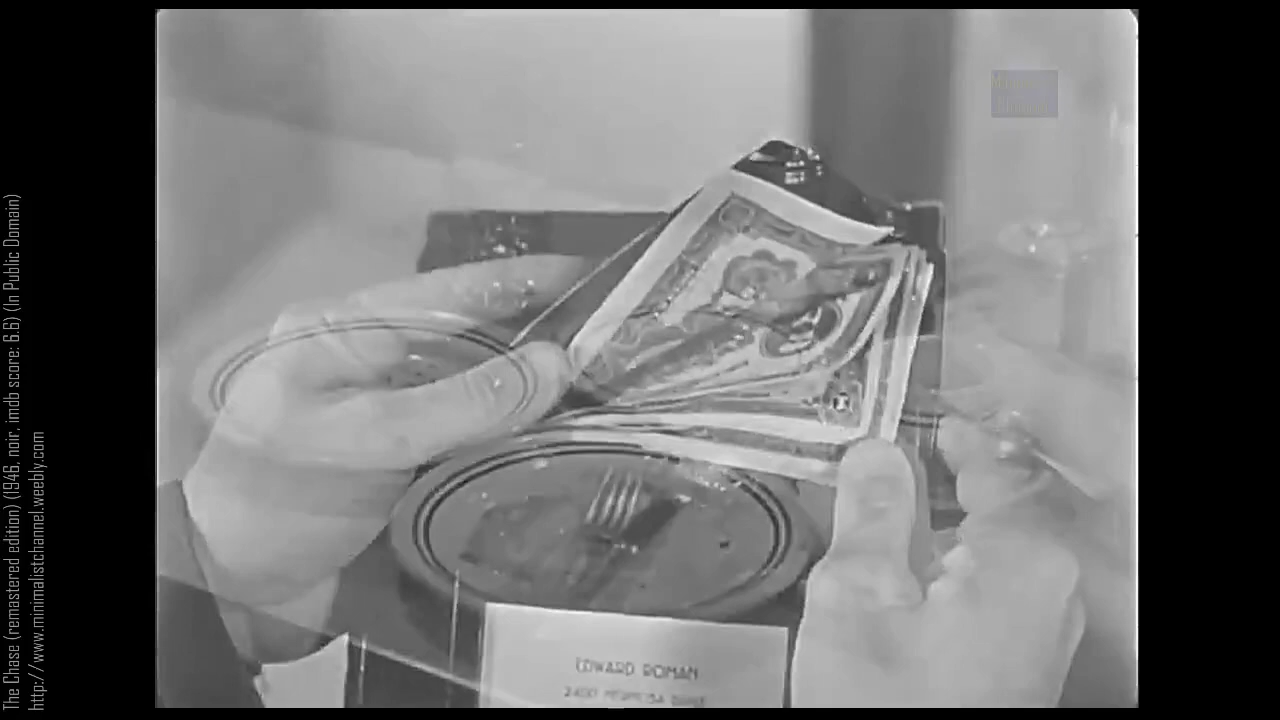 The Chase (remastered edition) (1946, noir, imdb score: 6.6) (In Public Domain)
http://www.minimalistchannel.weebly.com
EDWARD ROMAN